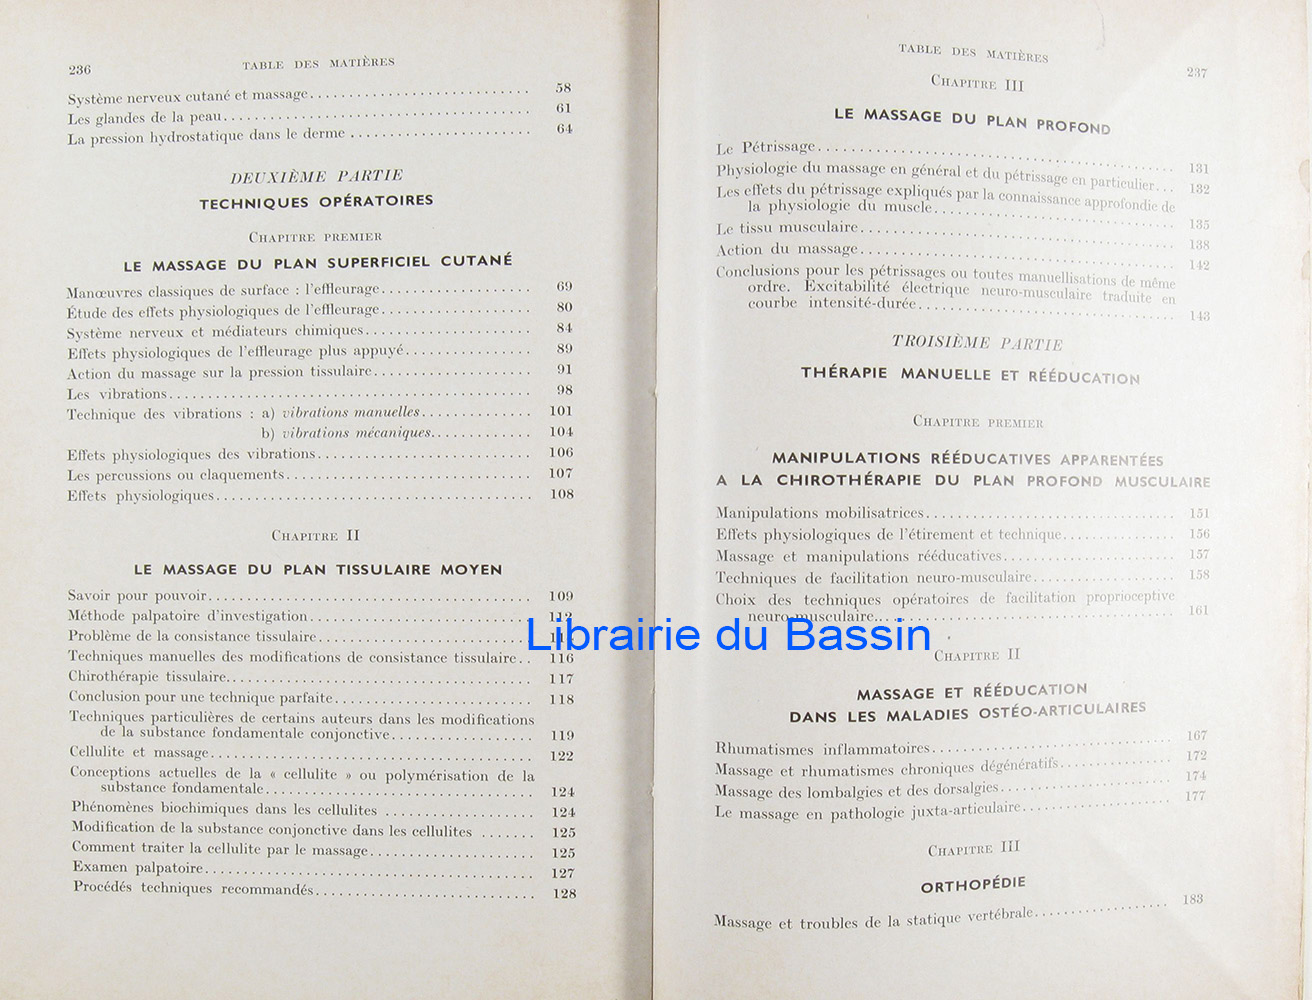 236
TABLE DES MATIÈRES
Système nerveux cutané et massage............................ 58
Les glandes de la peau....................................... 61
La pression hydrostatique dans le derme ....................... 64
DEUXIÈME PARTIE
TECHNIQUES OPÉRATOIRES
CHAPITRE PREMIER
LE MASSAGE DU PLAN SUPERFICIEL CUTANÉ
Manœuvres classiques de surface : l'effleurage................... 69
Étude des effets physiologiques de l'effleurage................... 80
Système nerveux et médiateurs chimiques..................... 84
Effets physiologiques de l'effleurage plus appuyé................ 89
Action du massage sur la pression tissulaire.................... 91
Les vibrations.............................................. 98
Technique des vibrations : a) vibrations manuelles.............. 101
b) vibrations mécaniques............. 104
Effets physiologiques des vibrations........................... 106
Les percussions ou claquements............................... 107
Effets physiologiques........................................ 108
CHAPITRE II
LE MASSAGE DU PLAN TISSULAIRE MOYEN
Savoir pour pouvoir......................................... 109
Méthode palpatoire d'investigation............................ 112
Problème de la consistance tissulaire...........................
Techniques manuelles des modifications de consistance tissulaire.. 116
Chirothérapie tissulaire...................................... 117
Conclusion pour une technique parfaite......................... 118
Techniques particulières de certains auteurs dans les modifications
de la substance fondamentale conjonctive.................. 119
Cellulite et massage......................................... 122
Conceptions actuelles de la « cellulite » ou polymérisation de la
substance fondamentale.................................. 124
Phénomènes biochimiques dans les cellulites ................... 124
Modification de la substance conjonctive dans les cellulites ....... 125
Comment traiter la cellulite par le massage..................... 125
Examen palpatoire.......................................... 127
Procédés techniques recommandés............................ 128
Librairie du Bassin
TABLE DES MATIÈRES
237
CHAPITRE III
LE MASSAGE DU PLAN PROFOND
Le Pétrissage.............................................. 131
Physiologie du massage en général et du pétrissage en particulier... 132
Les effets du pétrissage expliqués par la connaissance approfondie de
la physiologie du muscle................................ 135
Le tissu musculaire........................................ 138
Action du massage......................................... 142
Conclusions pour les pétrissages ou toutes manuellisations de même
ordre. Excitabilité électrique neuro-musculaire traduite en
courbe intensité-durée.................................. 143
TROISIÈME PARTIE
THÉRAPIE MANUELLE ET RÉÉDUCATION
CHAPITRE PREMIER
MANIPULATIONS RÉÉDUCATIVES APPARENTÉES
A LA CHIROTHÉRAPIE DU PLAN PROFOND MUSCULAIRE
Manipulations mobilisatrices................................ 151
Effets physiologiques de l'étirement et technique............... 156
Massage et manipulations rééducatives....................... 157
Techniques de facilitation neuro-musculaire................... 158
Choix des techniques opératoires de facilitation proprioceptive
neuro-musculaire....................................... 161
CHAPITRE II
MASSAGE ET RÉÉDUCATION
DANS LES MALADIES OSTÉO-ARTICULAIRES
Rhumatismes inflammatoires................................ 167
Massage et rhumatismes chroniques dégénératifs............... 172
Massage des lombalgies et des dorsalgies...................... 174
Le massage en pathologie juxta-articulaire.................... 177
CHAPITRE III
ORTHOPÉDIE
Massage et troubles de la statique vertébrale................... 183